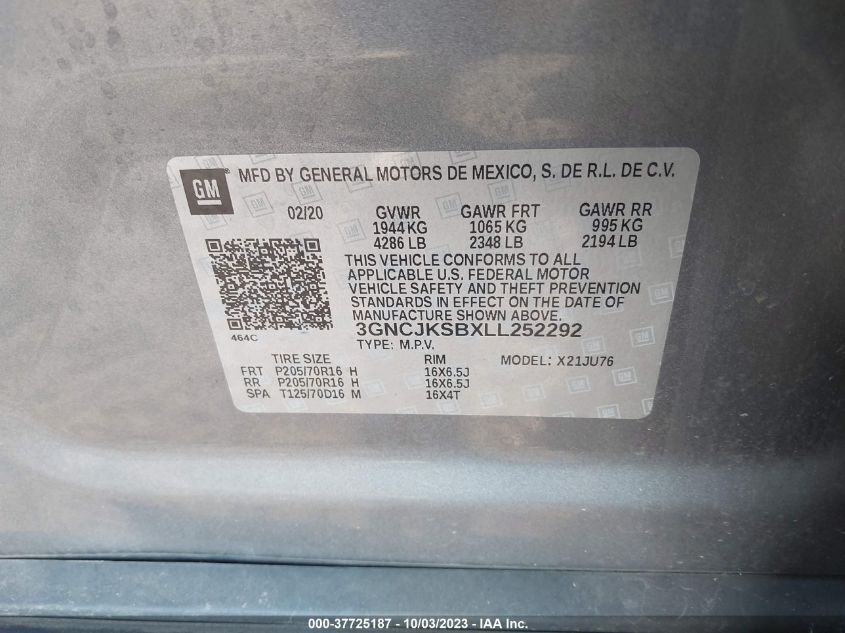 GM® MFD BY GENERAL MOTORS DE MEXICO, S. DE R.L. DE C.V.
02/20 GVWR GAWR FRT GAWR RR
1944 KG 1065 KG 995 KG
4286 LB 2348 LB 2194 LB
THIS VEHICLE CONFORMS TO ALL
APPLICABLE U.S. FEDERAL MOTOR
VEHICLE SAFETY AND THEFT PREVENTION
STANDARDS IN EFFECT ON THE DATE OF
MANUFACTURE SHOWN ABOVE.
464C
3GNCJKSBXLL252292
TYPE: M.P.V.
TIRE SIZE RIM MODEL: X21JU76
FRT P205/70R16 H 16X6.5J
RR P205/70R16 H 16X6.5J
SPA T125/70D16 M 16X4T
000-37725187 - 10/03/2023 - IAA Inc.